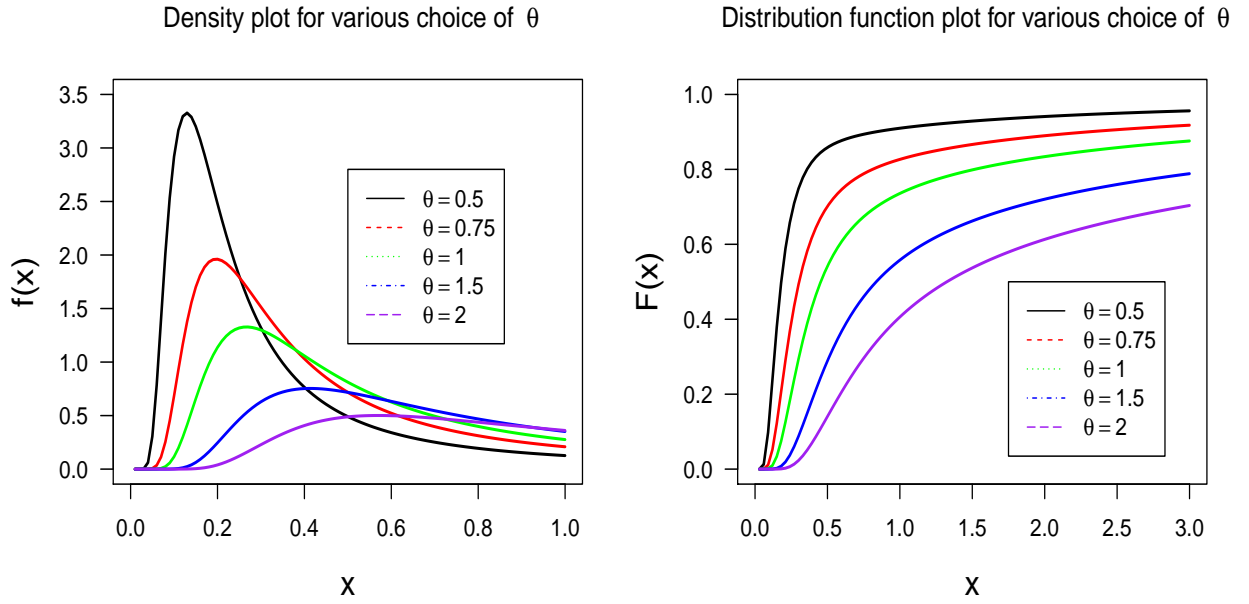 Density plot for various choice of θ
f(x)
3.5
3.0
2.5
2.0
1.5
1.0
0.5
0.0
θ = 0.5
θ = 0.75
θ = 1
θ = 1.5
θ = 2
0.0 0.2 0.4 0.6 0.8 1.0
x
Distribution function plot for various choice of θ
F(x)
1.0
0.8
0.6
0.4
0.2
0.0
θ = 0.5
θ = 0.75
θ = 1
θ = 1.5
θ = 2
0.0 0.5 1.0 1.5 2.0 2.5 3.0
x